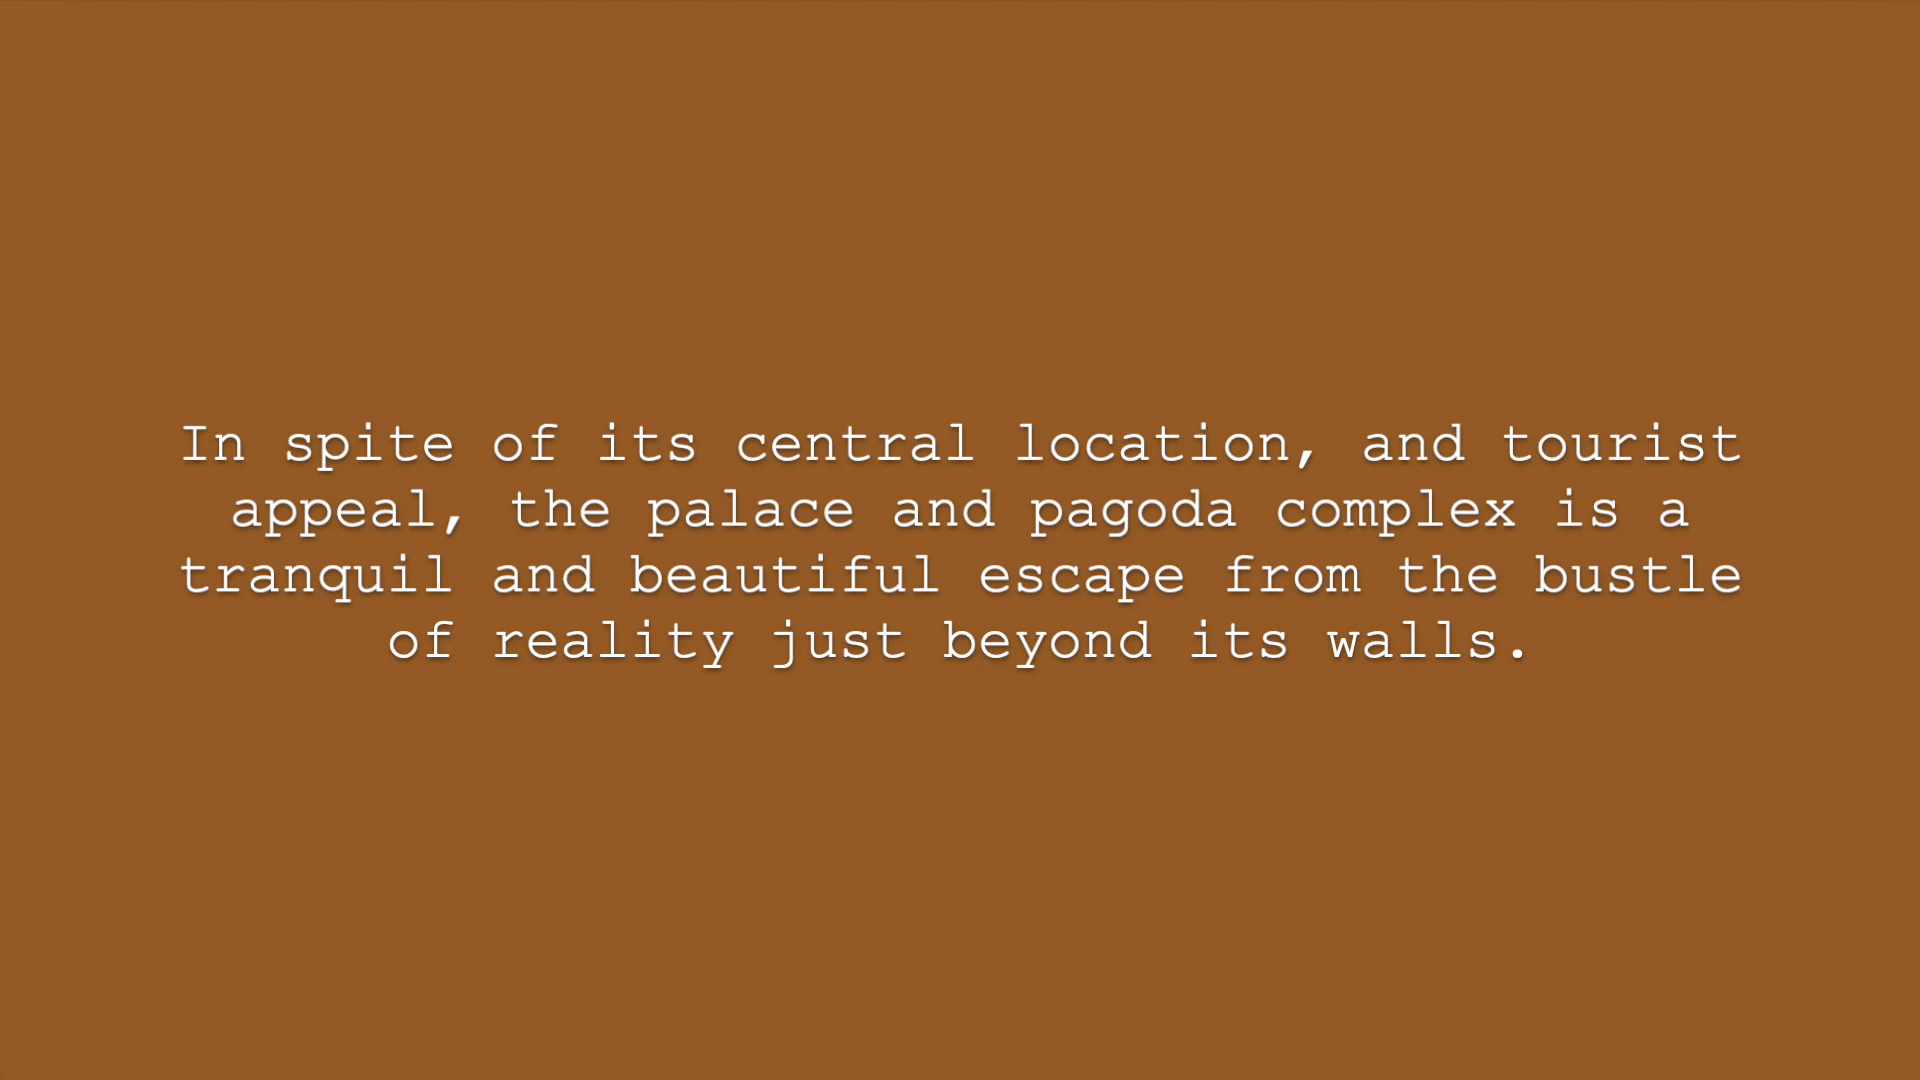 In spite of its central location, and tourist
appeal, the palace and pagoda complex is a
tranquil and beautiful escape from the bustle
of reality just beyond its walls.